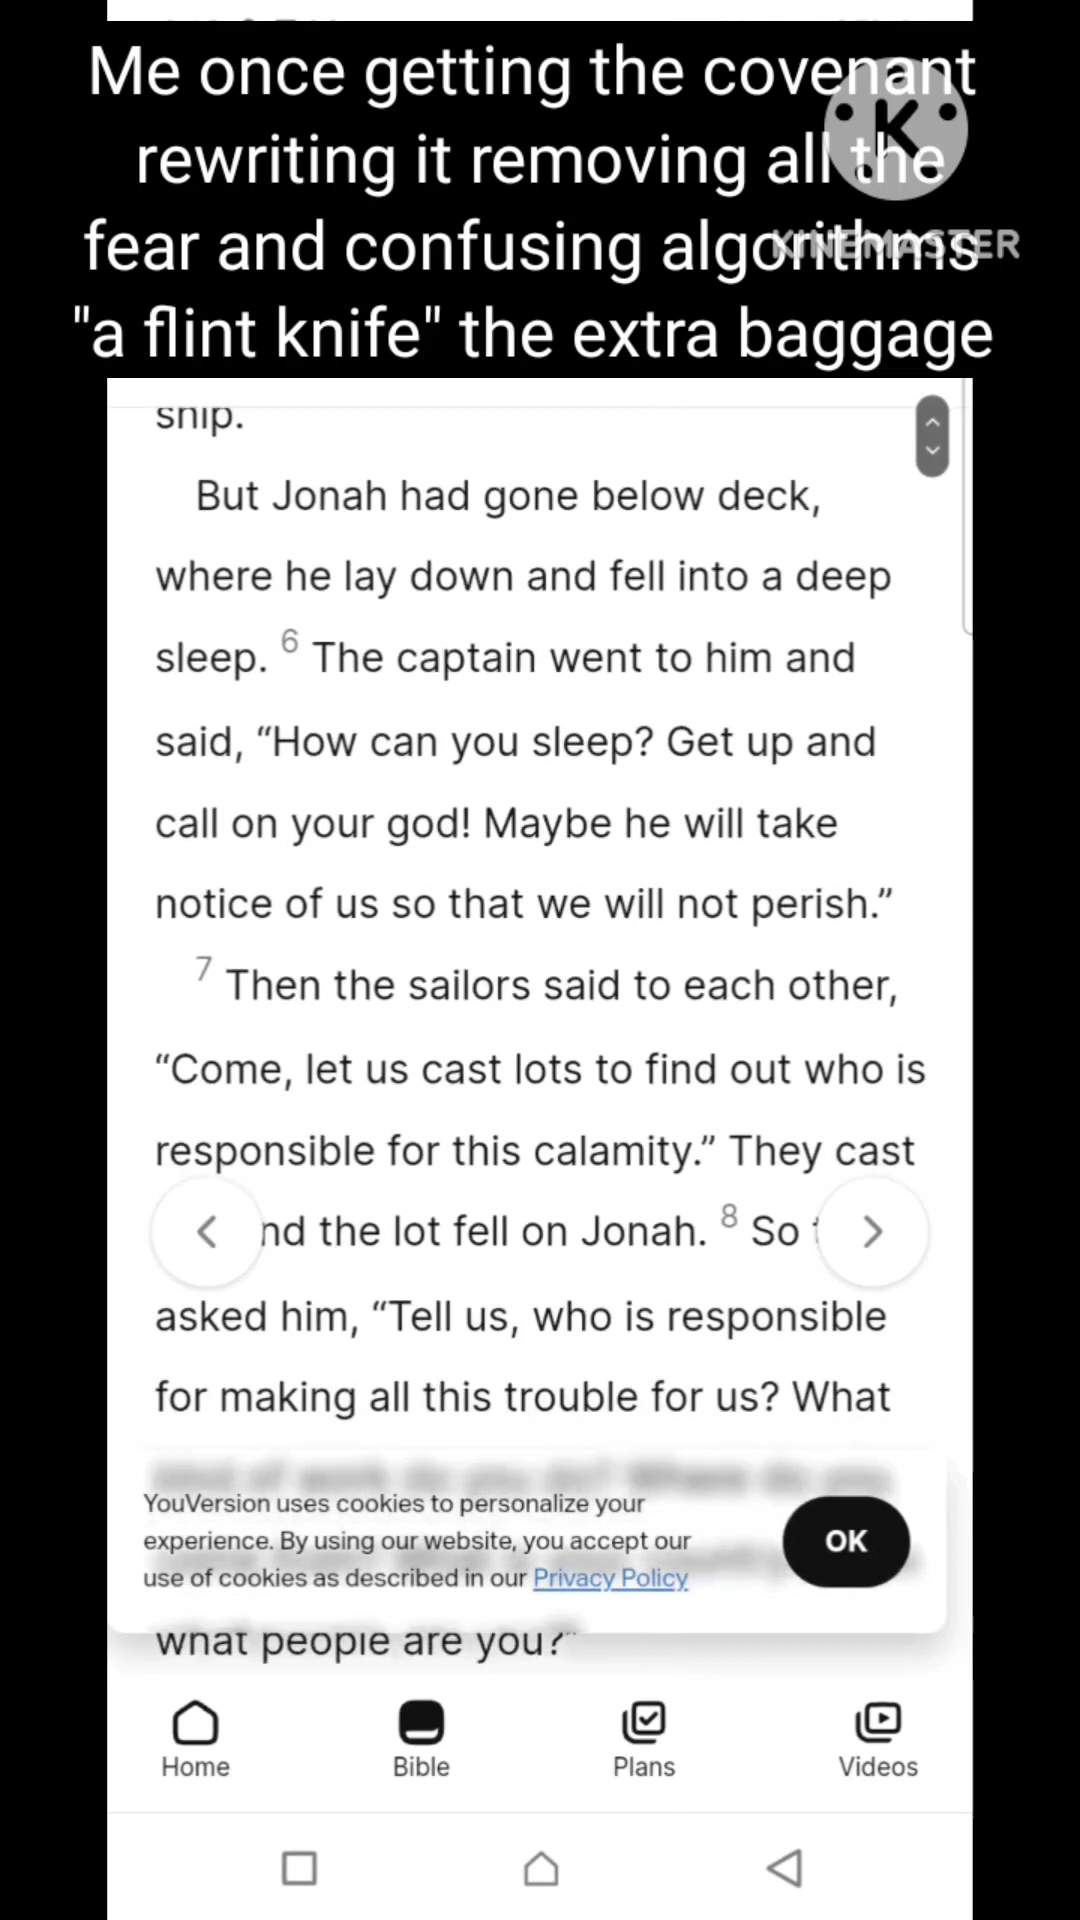 Me once getting the covenant
rewriting it removing all the
fear and confusing algorithms
"a flint knife" the extra baggage
K
KINEMASTER
ship.
But Jonah had gone below deck,
where he lay down and fell into a deep
sleep. 6 The captain went to him and
said, “How can you sleep? Get up and
call on your god! Maybe he will take
notice of us so that we will not perish.”
7 Then the sailors said to each other,
“Come, let us cast lots to find out who is
responsible for this calamity.” They cast
nd the lot fell on Jonah. 8 So
asked him, “Tell us, who is responsible
for making all this trouble for us? What
YouVersion uses cookies to personalize your
experience. By using our website, you accept our
use of cookies as described in our Privacy Policy
OK
what people are you?”
Home
Bible
Plans
Videos